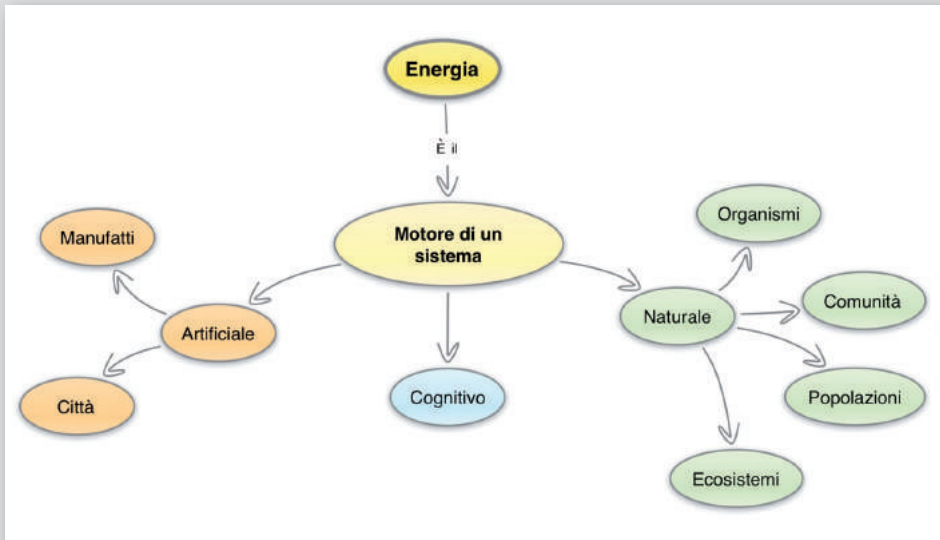 Energia
È il
Motore di un
sistema
Manufatti
Artificiale
Città
Cognitivo
Organismi
Naturale
Comunità
Popolazioni
Ecosistemi